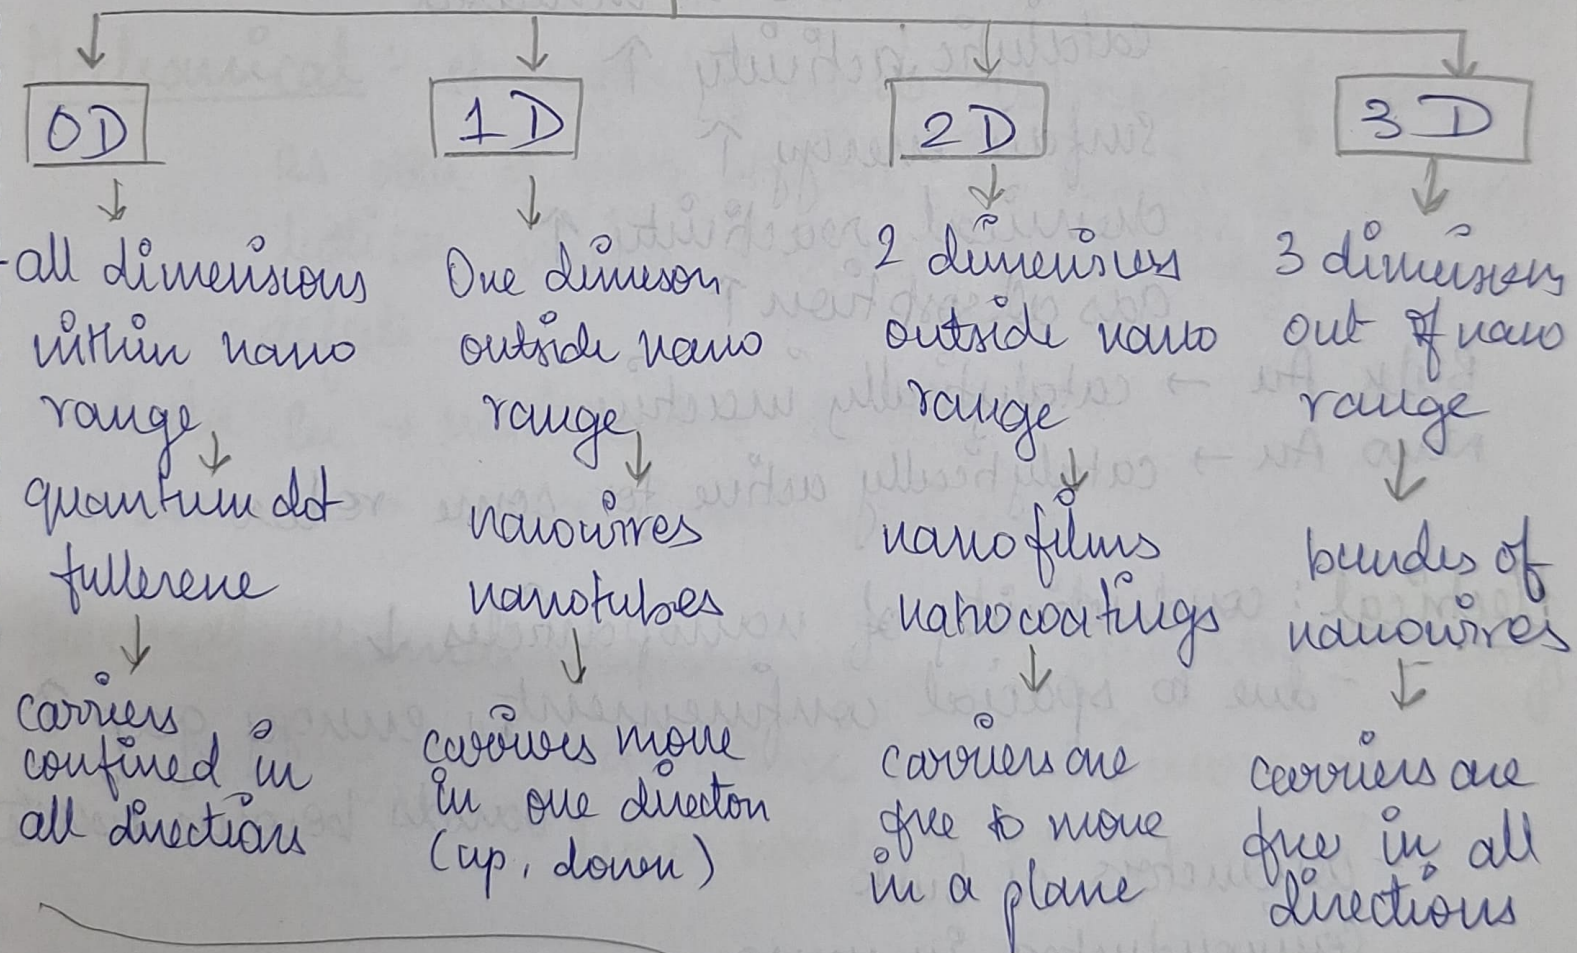 0D
all dimensions
within nano
range
quantum dot
fullerene
carriers
confined in
all directions
1D
One dimeson
outside nano
range
nanowires
nanotubes
carriers move
in one directon
(up, down)
2D
2 dimensions
outside nano
range
nanofilms
nanocoatings
carriers are
free to move
in a plane
3D
3 dimensions
out of nano
range
bundes of
nanowires
carriers are
free in all
directions